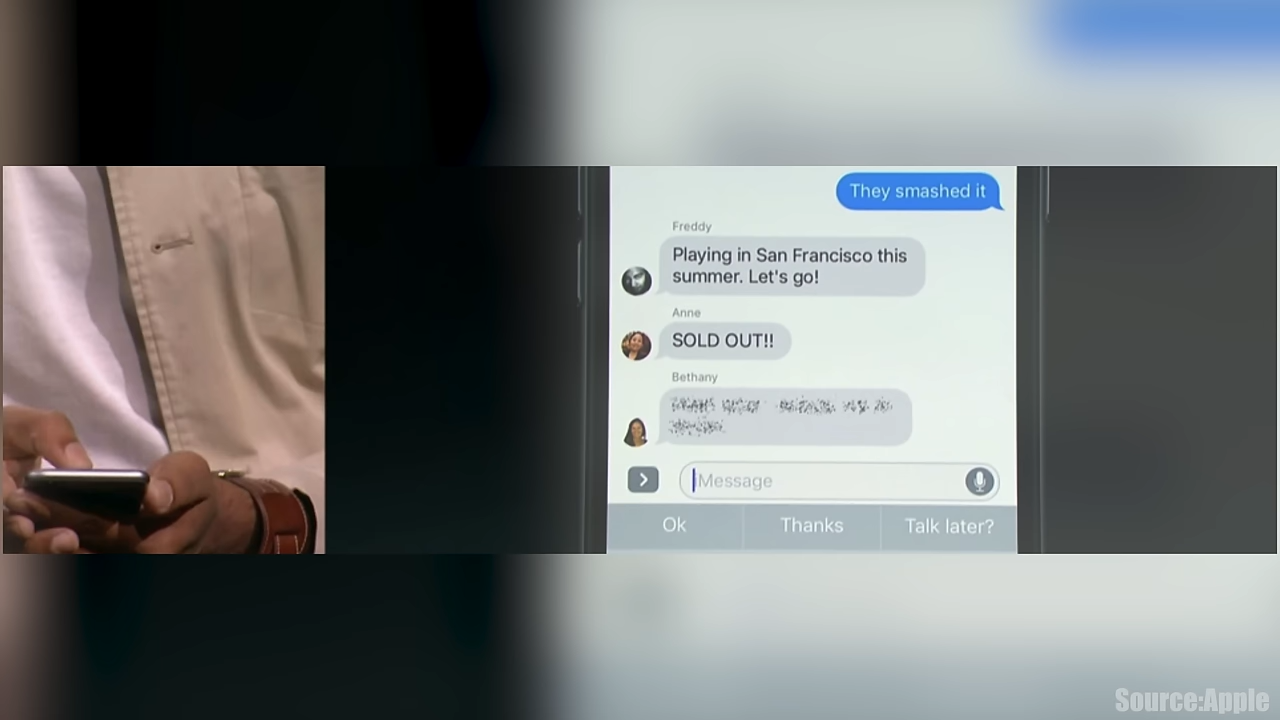 They smashed it
Freddy
Playing in San Francisco this
summer. Let's go!
Anne
SOLD OUT!!
Bethany
iMessage
Ok
Thanks
Talk later?
Source:Apple